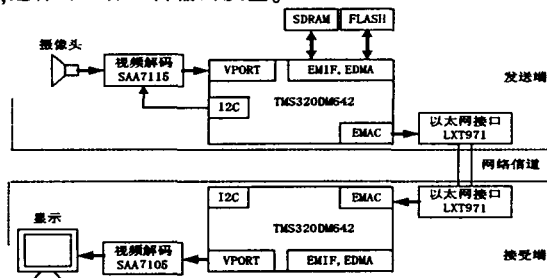 SDRAM FLASH
摄像头
视频解码
SAA7115
VPORT
EMIF, EDMA
发送端
I2C
TMS320DM642
EMAC
以太网接口
LXT971
网络信道
I2C
EMAC
以太网接口
LXT971
显示
TMS320DM642
视频解码
SAA7105
VPORT
EMIF, EDMA
接受端